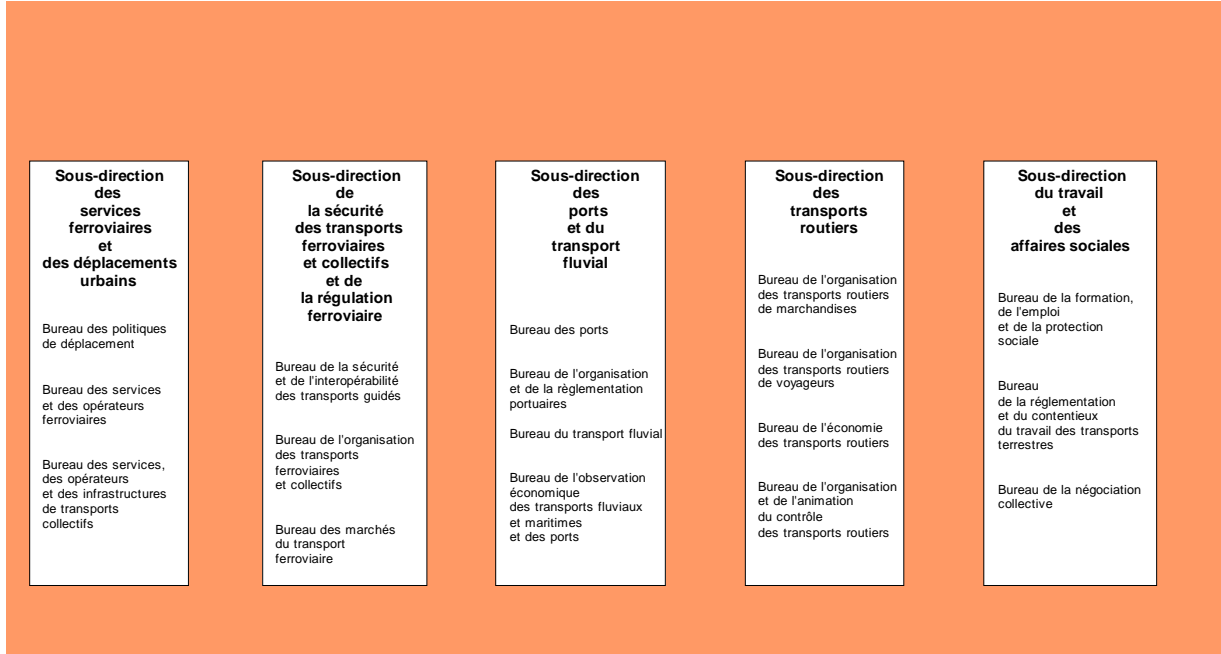 Sous-direction
des
services
ferroviaires
et
des déplacements
urbains
Bureau des politiques
de déplacement
Bureau des services
et des opérateurs
ferroviaires
Bureau des services,
des opérateurs
et des infrastructures
de transports
collectifs
Sous-direction
de
la sécurité
des transports
ferroviaires
et collectifs
et de
la régulation
ferroviaire
Bureau de la sécurité
et de l'interopérabilité
des transports guidés
Bureau de l'organisation
des transports
ferroviaires
et collectifs
Bureau des marchés
du transport
ferroviaire
Sous-direction
des
ports
et du
transport
fluvial
Bureau des ports
Bureau de l'organisation
et de la règlementation
portuaires
Bureau du transport fluvial
Bureau de l'observation
économique
des transports fluviaux
et maritimes
et des ports
Sous-direction
des
transports
routiers
Bureau de l'organisation
des transports routiers
de marchandises
Bureau de l'organisation
des transports routiers
de voyageurs
Bureau de l'économie
des transports routiers
Bureau de l'organisation
et de l'animation
du contrôle
des transports routiers
Sous-direction
du travail
et
des
affaires sociales
Bureau de la formation,
de l'emploi
et de la protection
sociale
Bureau
de la réglementation
et du contentieux
du travail des transports
terrestres
Bureau de la négociation
collective